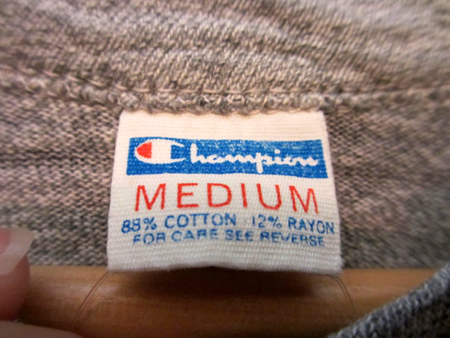 Champion
MEDIUM
88% COTTON 12% RAYON
FOR CARE SEE REVERSE